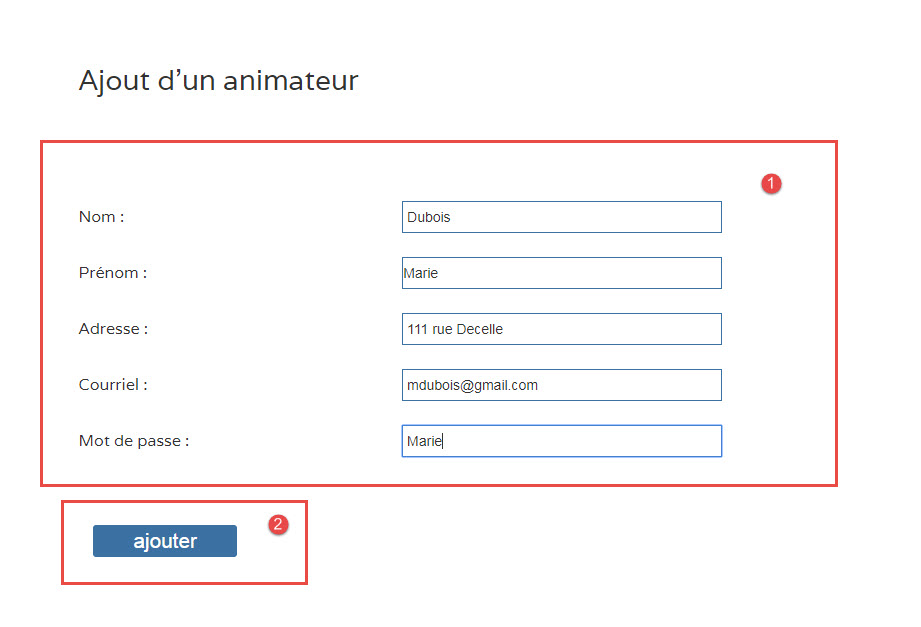 Ajout d'un animateur
1
Nom : Dubois
Prénom : Marie
Adresse : 111 rue Decelle
Courriel : mdubois@gmail.com
Mot de passe : Marie
ajouter 2